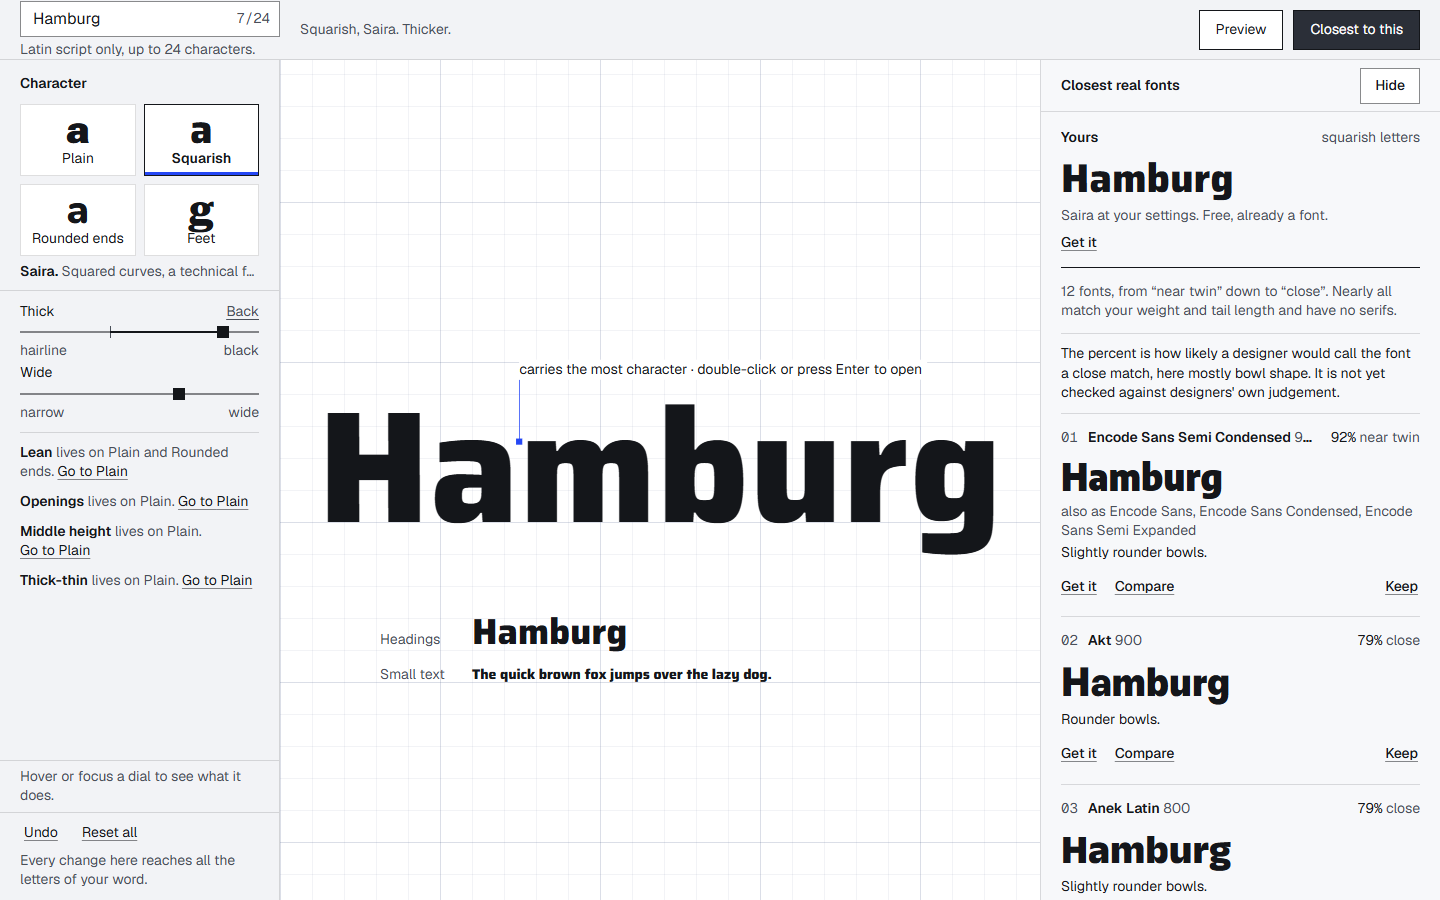 Hamburg 7/24
Latin script only, up to 24 characters.
Squarish, Saira. Thicker.
Preview
Closest to this
Character
a
Plain
a
Squarish
a
Rounded ends
g
Feet
Saira. Squared curves, a technical f…
Thick Back
hairline black
Wide
narrow wide
Lean lives on Plain and Rounded
ends. Go to Plain
Openings lives on Plain. Go to Plain
Middle height lives on Plain.
Go to Plain
Thick-thin lives on Plain. Go to Plain
Hover or focus a dial to see what it
does.
Undo Reset all
Every change here reaches all the
letters of your word.
carries the most character · double-click or press Enter to open
Hamburg
Headings Hamburg
Small text The quick brown fox jumps over the lazy dog.
Closest real fonts Hide
Yours squarish letters
Hamburg
Saira at your settings. Free, already a font.
Get it
12 fonts, from “near twin” down to “close”. Nearly all
match your weight and tail length and have no serifs.
The percent is how likely a designer would call the font
a close match, here mostly bowl shape. It is not yet
checked against designers' own judgement.
01 Encode Sans Semi Condensed 9… 92% near twin
Hamburg
also as Encode Sans, Encode Sans Condensed, Encode
Sans Semi Expanded
Slightly rounder bowls.
Get it Compare Keep
02 Akt 900 79% close
Hamburg
Rounder bowls.
Get it Compare Keep
03 Anek Latin 800 79% close
Hamburg
Slightly rounder bowls.